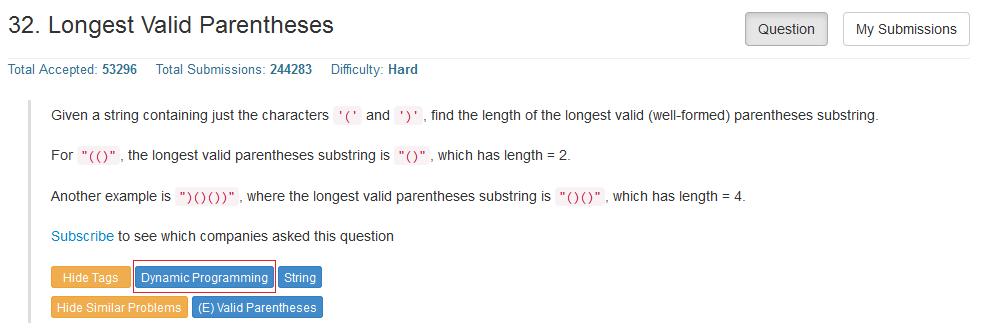 32. Longest Valid Parentheses Question My Submissions
Total Accepted: 53296 Total Submissions: 244283 Difficulty: Hard
Given a string containing just the characters '(' and ')', find the length of the longest valid (well-formed) parentheses substring.
For "(()", the longest valid parentheses substring is "()", which has length = 2.
Another example is ")()())", where the longest valid parentheses substring is "()()", which has length = 4.
Subscribe to see which companies asked this question
Hide Tags Dynamic Programming String
Hide Similar Problems (E) Valid Parentheses